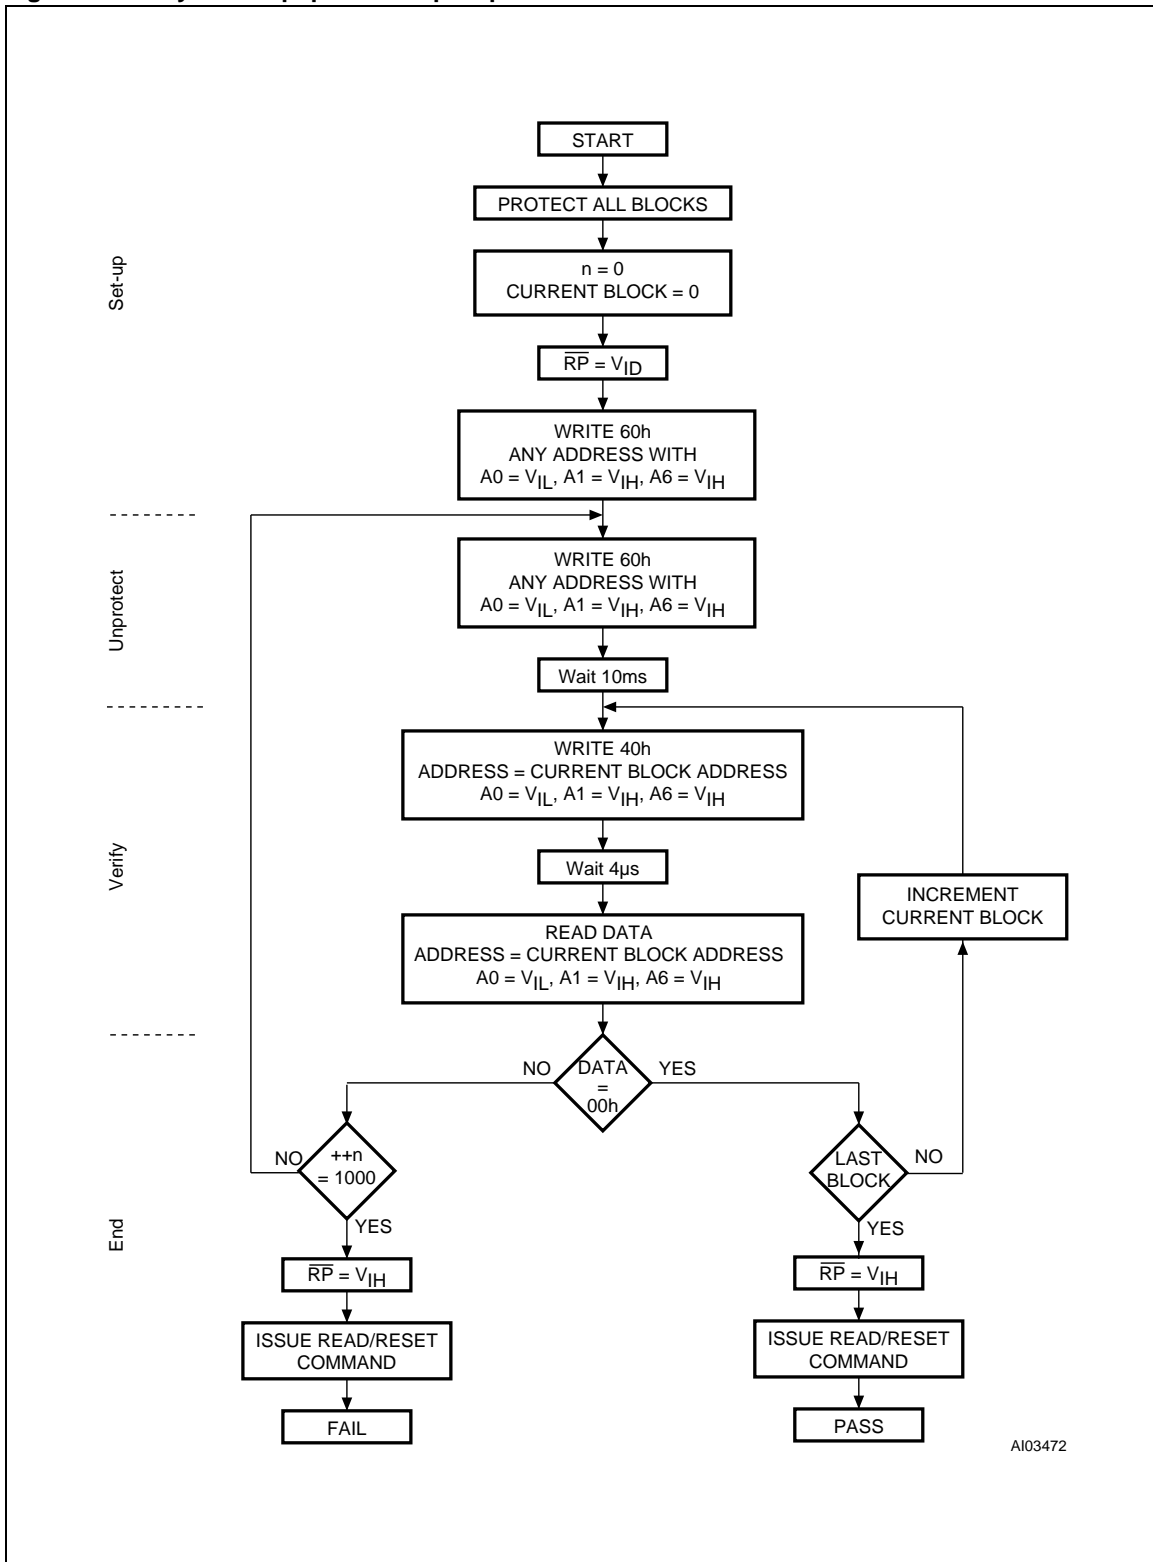 START
PROTECT ALL BLOCKS
n = 0
CURRENT BLOCK = 0
Set-up
RP = VID
WRITE 60h
ANY ADDRESS WITH
A0 = VIL, A1 = VIH, A6 = VIH
WRITE 60h
ANY ADDRESS WITH
A0 = VIL, A1 = VIH, A6 = VIH
Unprotect
Wait 10ms
WRITE 40h
ADDRESS = CURRENT BLOCK ADDRESS
A0 = VIL, A1 = VIH, A6 = VIH
Verify
Wait 4µs
INCREMENT
CURRENT BLOCK
READ DATA
ADDRESS = CURRENT BLOCK ADDRESS
A0 = VIL, A1 = VIH, A6 = VIH
NO
DATA
=
00h
YES
NO
++n
= 1000
YES
LAST
BLOCK
NO
YES
End
RP = VIH
RP = VIH
ISSUE READ/RESET
COMMAND
ISSUE READ/RESET
COMMAND
FAIL
PASS
AI03472